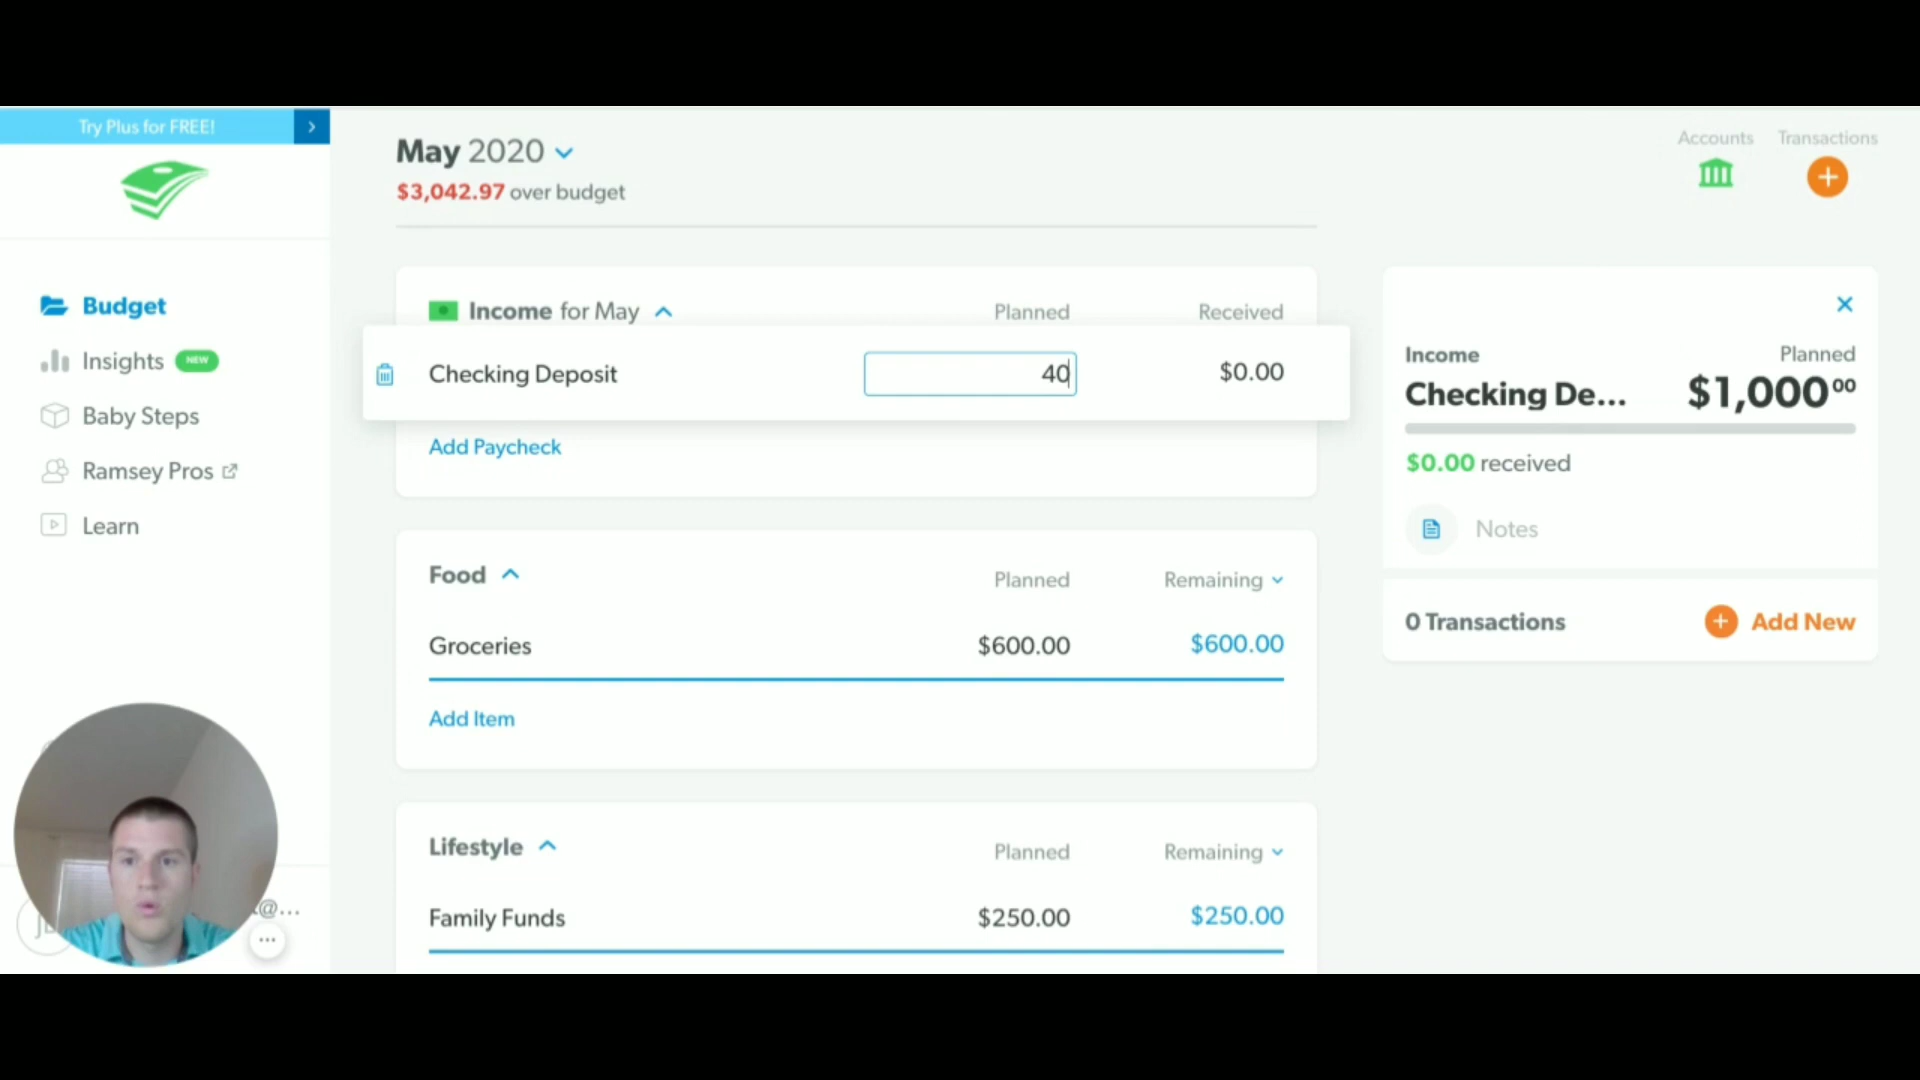 Try Plus for FREE!
May 2020
$3,042.97 over budget
Accounts
Transactions
Budget
Insights NEW
Baby Steps
Ramsey Pros
Learn
Income for May
Planned
Received
Checking Deposit
40
$0.00
Add Paycheck
Food
Planned
Remaining
Groceries
$600.00
$600.00
Add Item
Lifestyle
Planned
Remaining
Family Funds
$250.00
$250.00
Income
Planned
Checking De...
$1,000⁰⁰
$0.00 received
Notes
0 Transactions
Add New